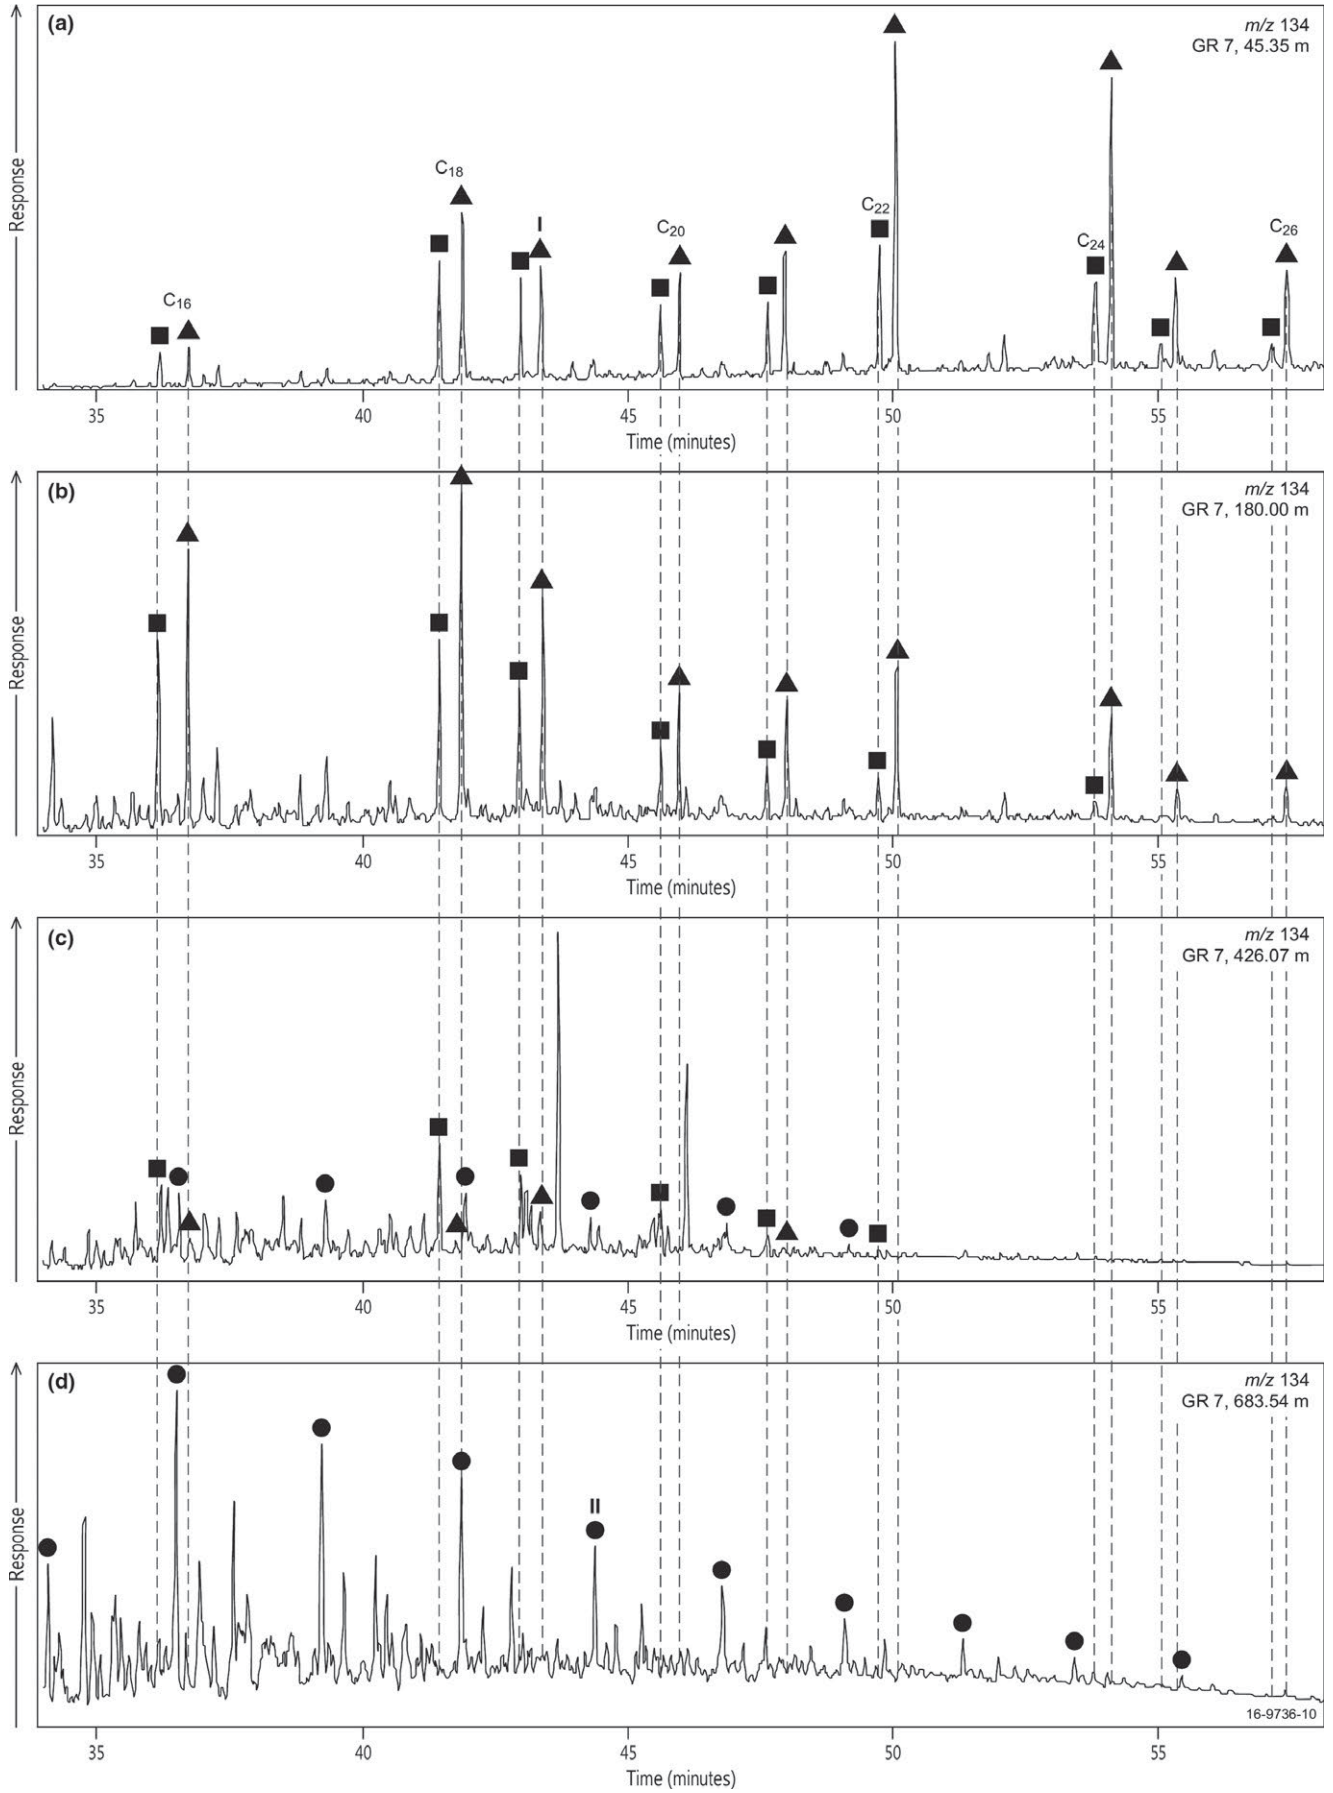 (a)
m/z 134
GR 7, 45.35 m
Response
C16
C18
I
C20
C22
C24
C26
35 40 45 50 55
Time (minutes)
(b)
m/z 134
GR 7, 180.00 m
Response
35 40 45 50 55
Time (minutes)
(c)
m/z 134
GR 7, 426.07 m
Response
35 40 45 50 55
Time (minutes)
(d)
m/z 134
GR 7, 683.54 m
Response
II
16-9736-10
35 40 45 50 55
Time (minutes)